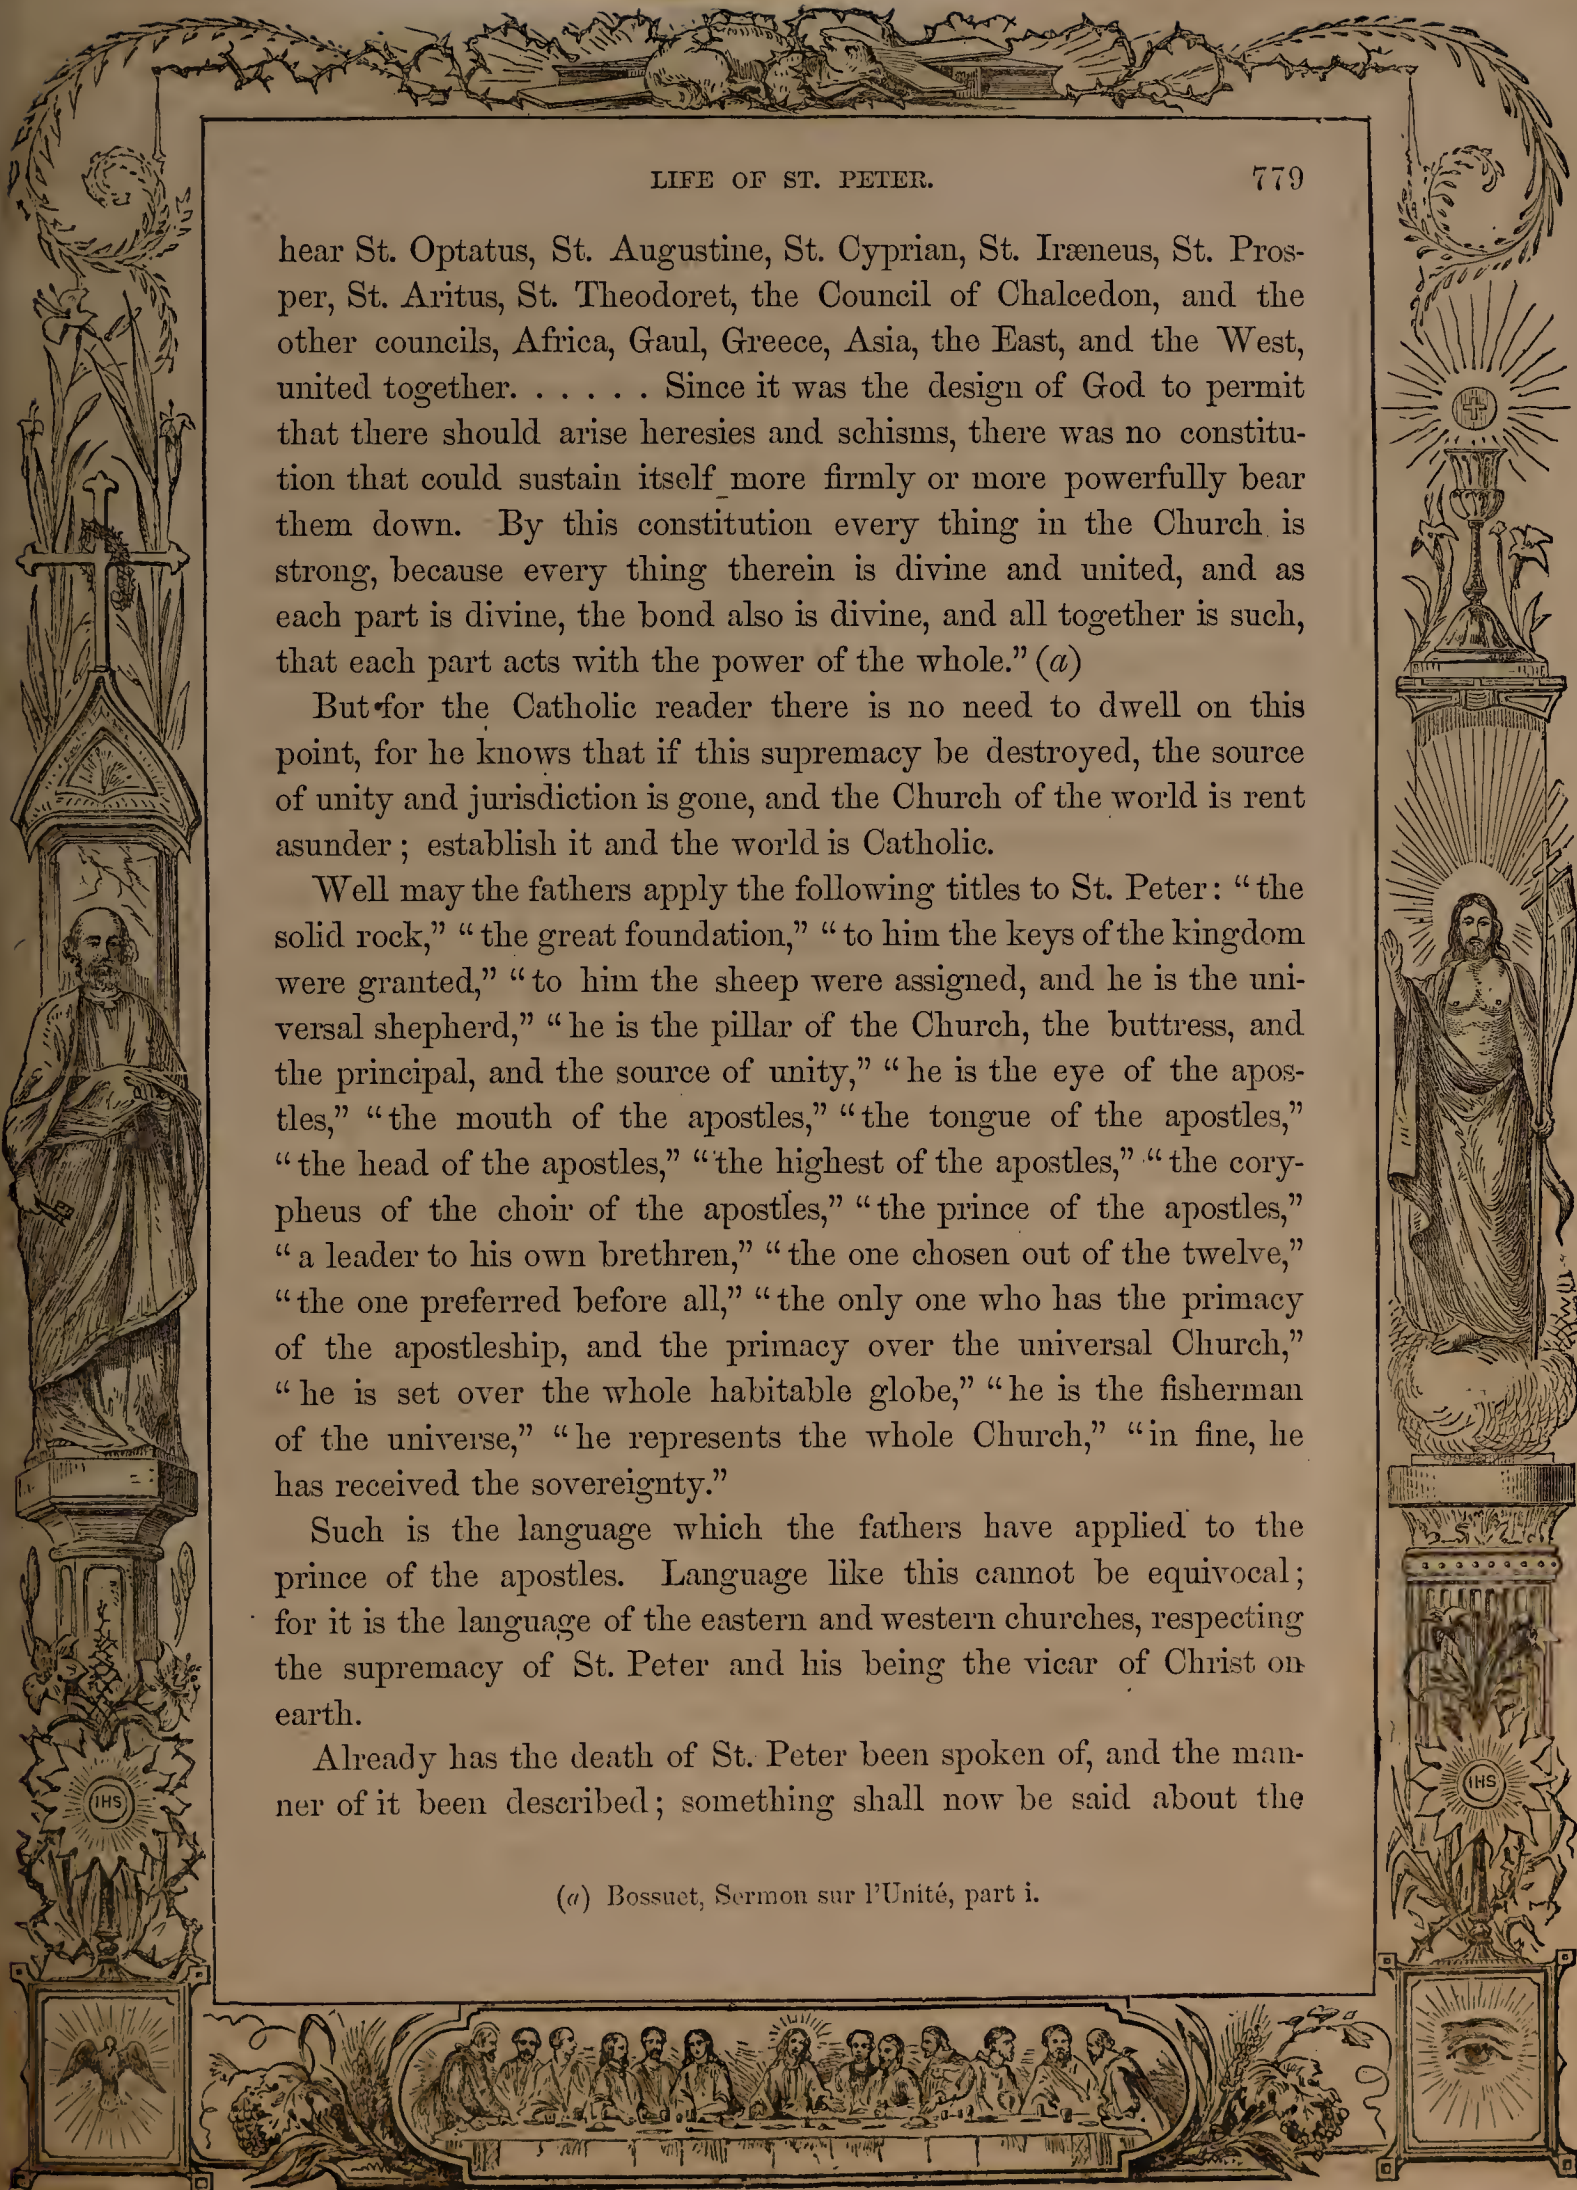 LIFE OF ST. PETER. 779
hear St. Optatus, St. Augustine, St. Cyprian, St. Iræneus, St. Pros-
per, St. Aritus, St. Theodoret, the Council of Chalcedon, and the
other councils, Africa, Gaul, Greece, Asia, the East, and the West,
united together. . . . . . . Since it was the design of God to permit
that there should arise heresies and schisms, there was no constitu-
tion that could sustain itself more firmly or more powerfully bear
them down. By this constitution every thing in the Church is
strong, because every thing therein is divine and united, and as
each part is divine, the bond also is divine, and all together is such,
that each part acts with the power of the whole.” (a)
But for the Catholic reader there is no need to dwell on this
point, for he knows that if this supremacy be destroyed, the source
of unity and jurisdiction is gone, and the Church of the world is rent
asunder; establish it and the world is Catholic.
Well may the fathers apply the following titles to St. Peter: “the
solid rock,” “the great foundation,” “to him the keys of the kingdom
were granted,” “to him the sheep were assigned, and he is the uni-
versal shepherd,” “he is the pillar of the Church, the buttress, and
the principal, and the source of unity,” “he is the eye of the apos-
tles,” “the mouth of the apostles,” “the tongue of the apostles,”
“the head of the apostles,” “the highest of the apostles,” “the cory-
pheus of the choir of the apostles,” “the prince of the apostles,”
“a leader to his own brethren,” “the one chosen out of the twelve,”
“the one preferred before all,” “the only one who has the primacy
of the apostleship, and the primacy over the universal Church,”
“he is set over the whole habitable globe,” “he is the fisherman
of the universe,” “he represents the whole Church,” “in fine, he
has received the sovereignty.”
Such is the language which the fathers have applied to the
prince of the apostles. Language like this cannot be equivocal;
for it is the language of the eastern and western churches, respecting
the supremacy of St. Peter and his being the vicar of Christ on
earth.
Already has the death of St. Peter been spoken of, and the man-
ner of it been described; something shall now be said about the
(a) Bossuet, Sermon sur l’Unité, part i.
IHS
IHS